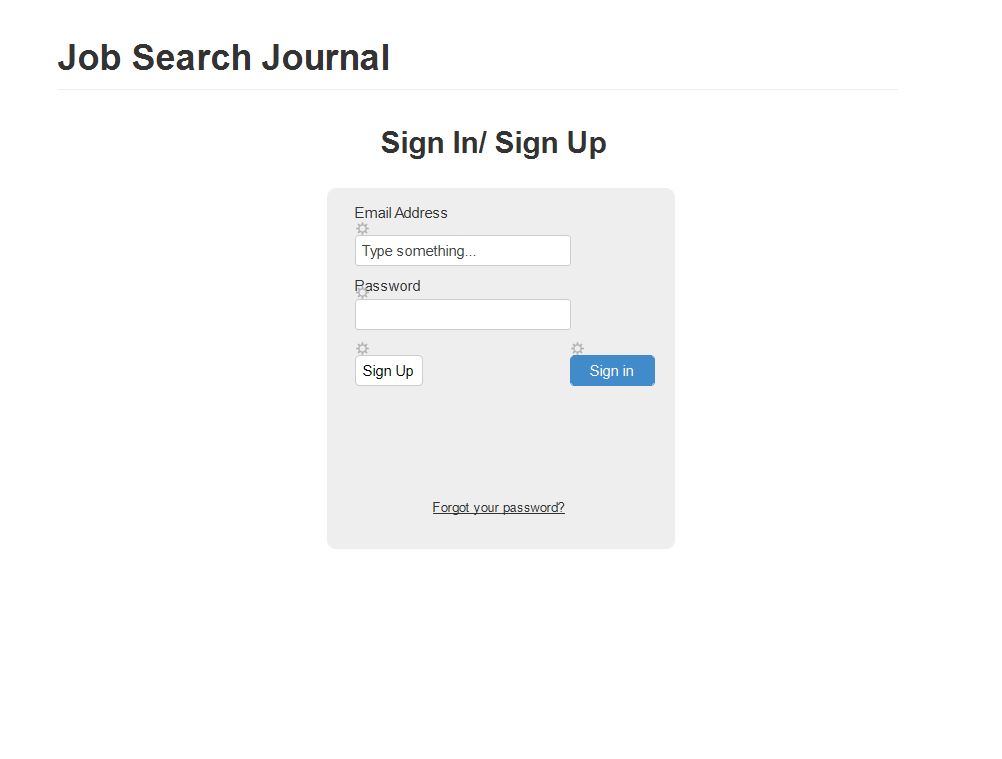 Job Search Journal
Sign In/ Sign Up
Email Address
Type something...
Password
Sign Up
Sign in
Forgot your password?